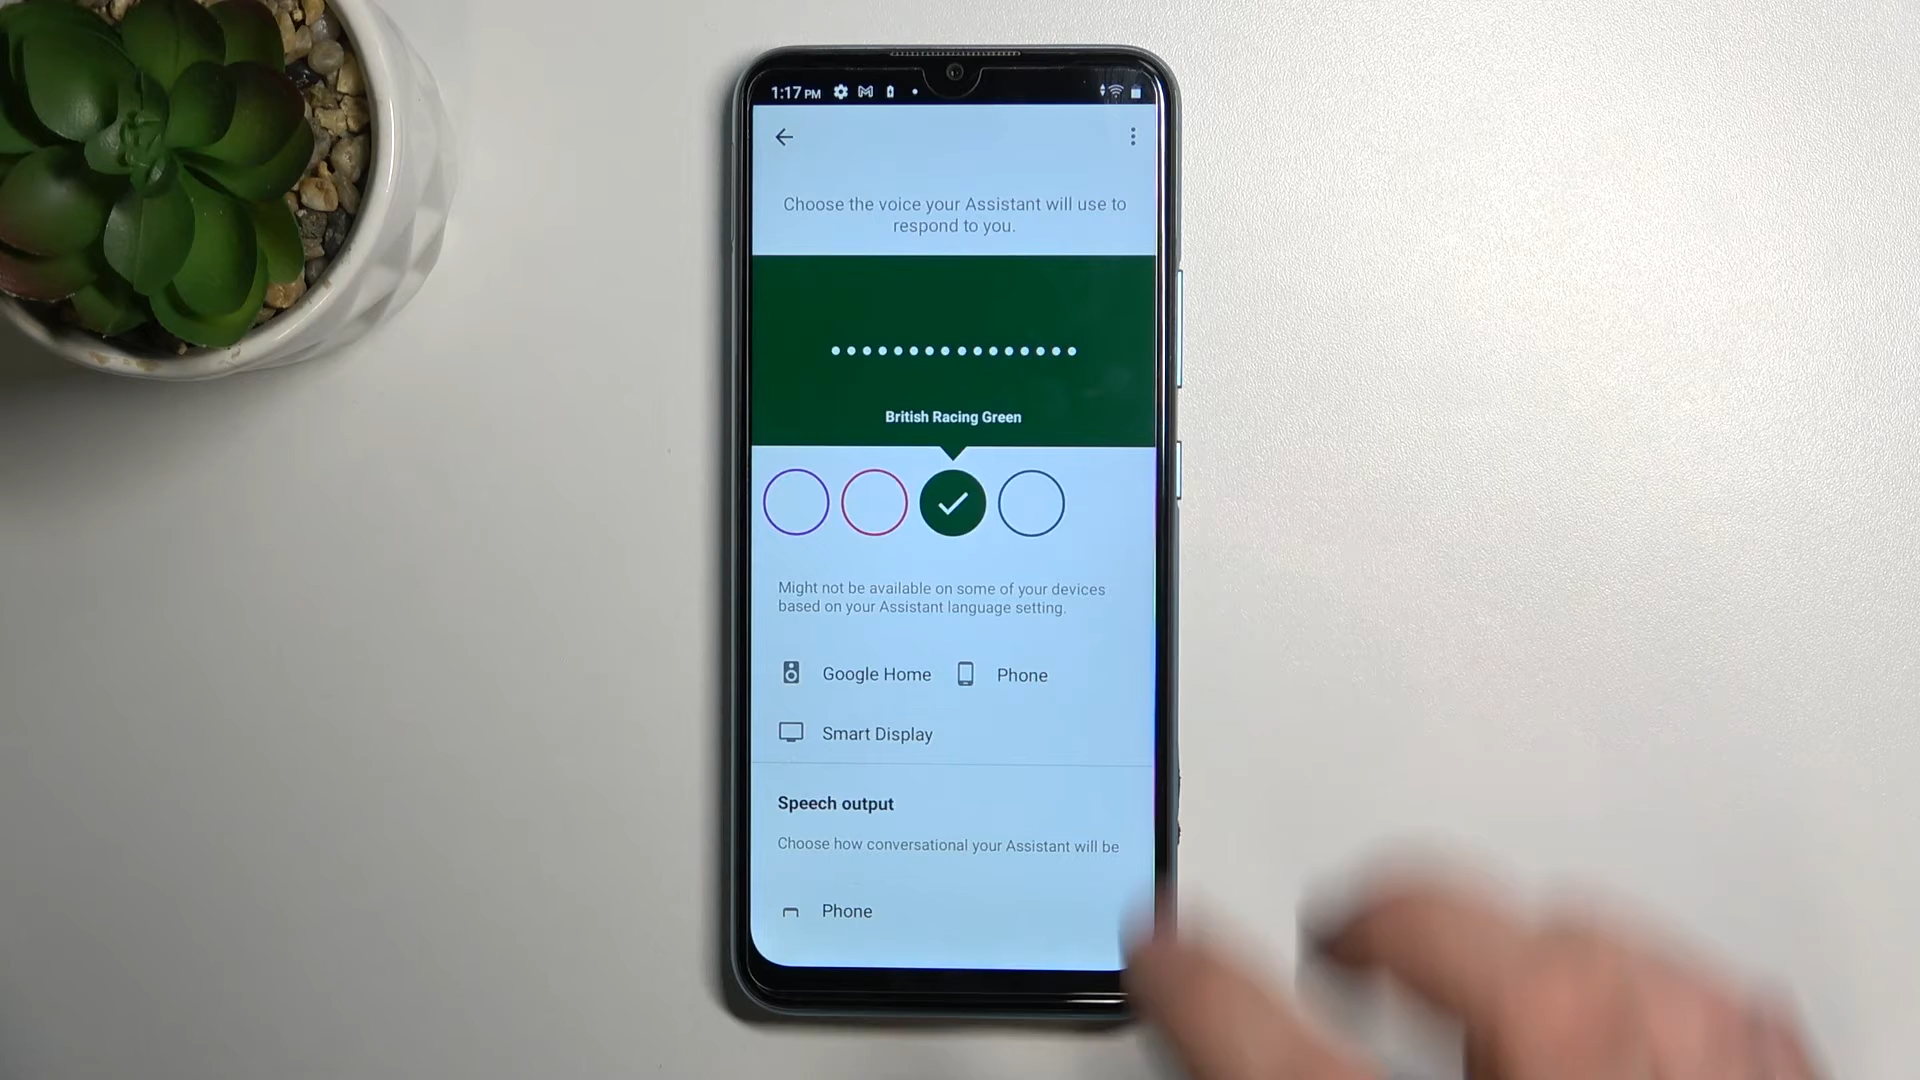 1:17 PM
Choose the voice your Assistant will use to
respond to you.
British Racing Green
Might not be available on some of your devices
based on your Assistant language setting.
Google Home
Phone
Smart Display
Speech output
Choose how conversational your Assistant will be
Phone